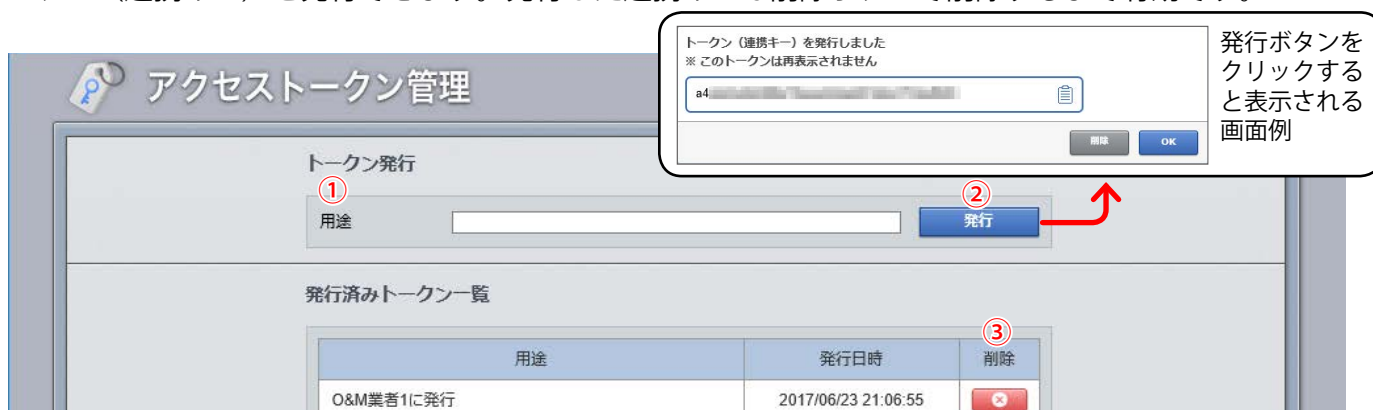 トークン（連携キー）を発行しました
※ このトークンは再表示されません
a4
削除
OK
発行ボタンを
クリックする
と表示される
画面例
アクセストークン管理
トークン発行
①
②
用途
発行
発行済みトークン一覧
③
用途
発行日時
削除
O&M業者1に発行
2017/06/23 21:06:55